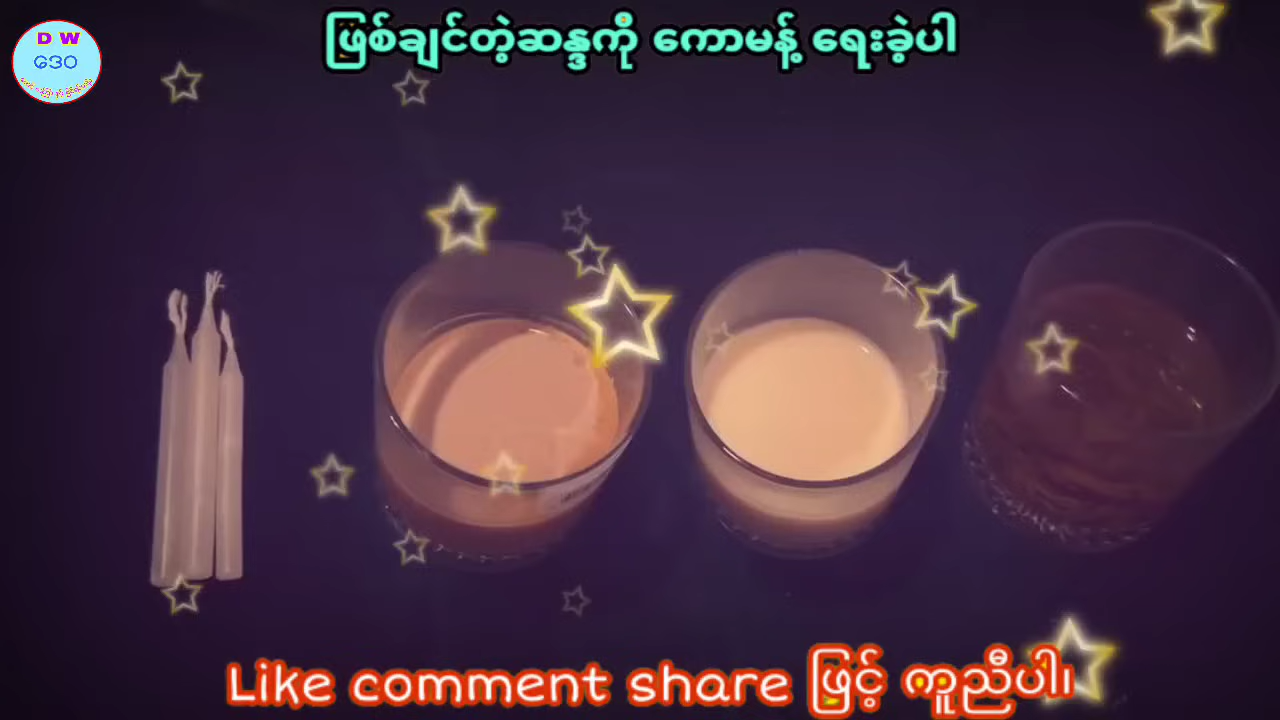 ဖြစ်ချင်တဲ့ဆန္ဒကို ကောမန့် ရေးခဲ့ပါ
D W
Like comment share ဖြင့် ကူညီပါ၊